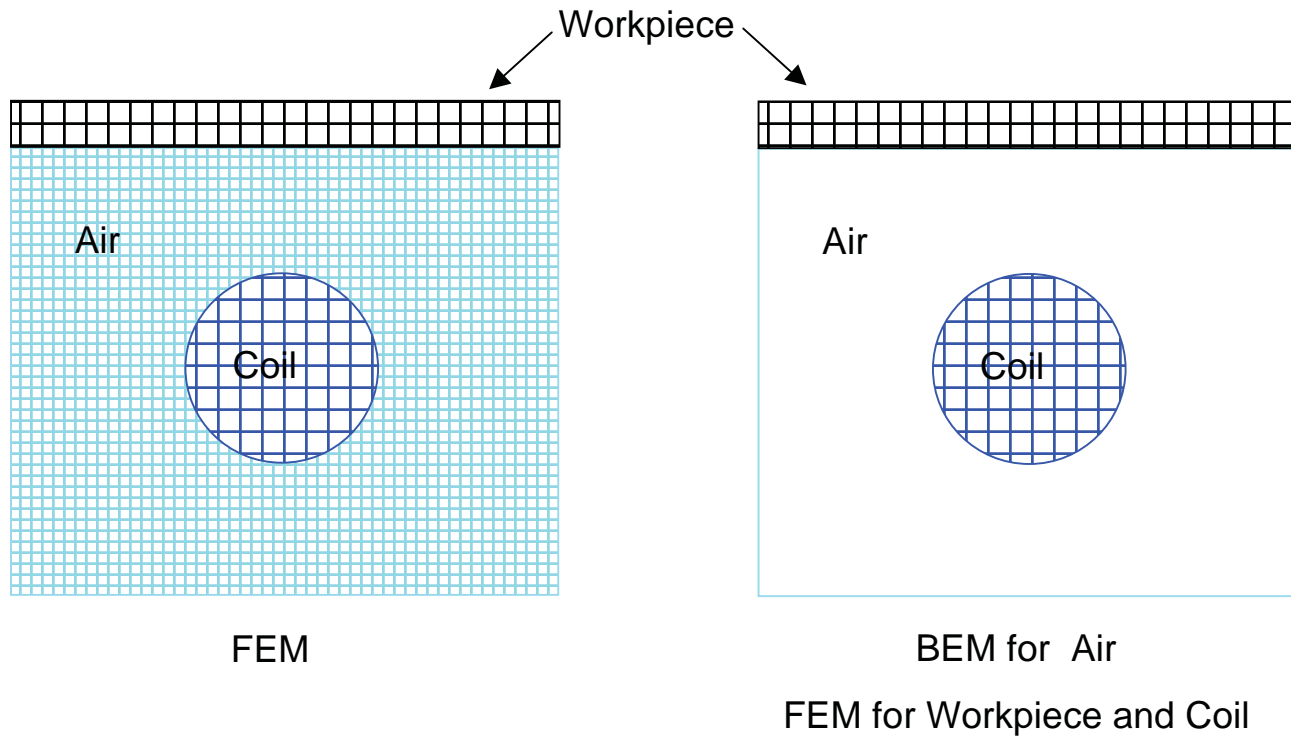 Workpiece
Air
Air
Coil
Coil
FEM
BEM for Air
FEM for Workpiece and Coil